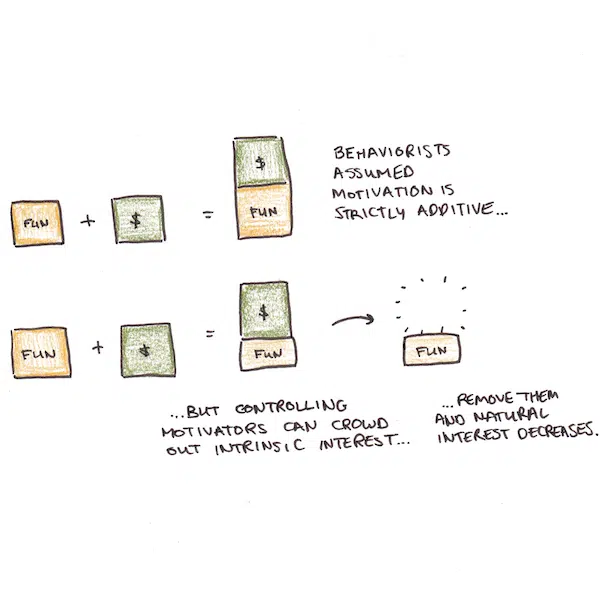 $
FUN + $ = FUN
BEHAVIORISTS
ASSUMED
MOTIVATION IS
STRICTLY ADDITIVE...
$
FUN + $ = FUN
FUN
...BUT CONTROLLING
MOTIVATORS CAN CROWD
OUT INTRINSIC INTEREST...
...REMOVE THEM
AND NATURAL
INTEREST DECREASES.